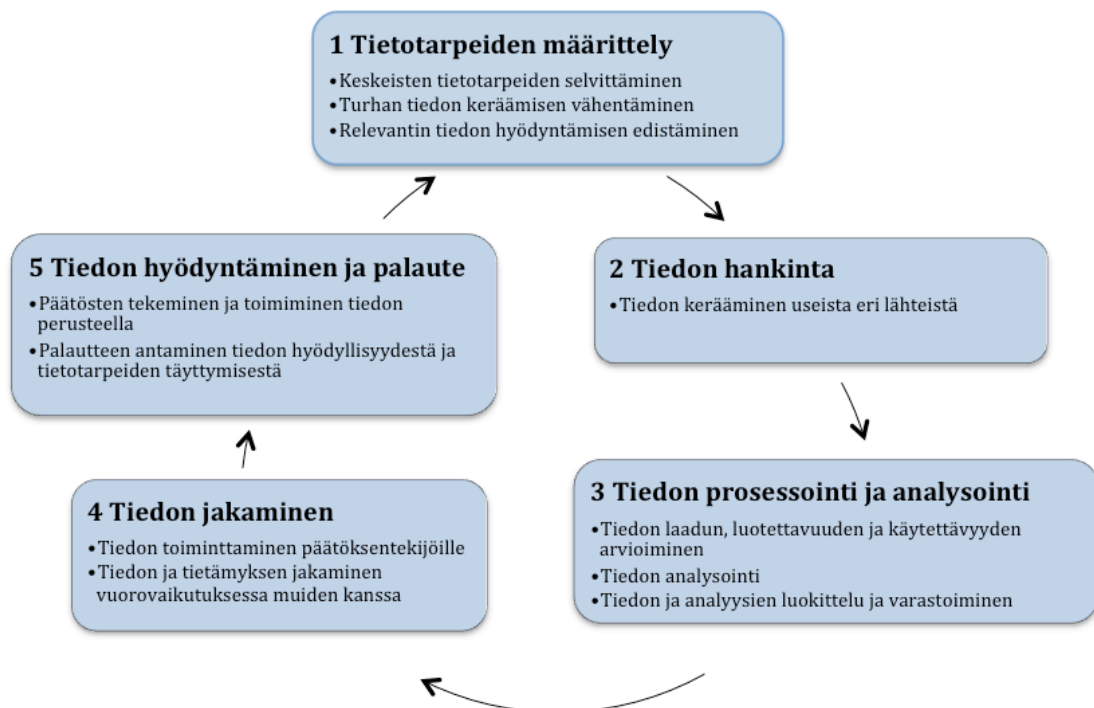 1 Tietotarpeiden määrittely
•Keskeisten tietotarpeiden selvittäminen
•Turhan tiedon keräämisen vähentäminen
•Relevantin tiedon hyödyntämisen edistäminen
2 Tiedon hankinta
•Tiedon kerääminen useista eri lähteistä
3 Tiedon prosessointi ja analysointi
•Tiedon laadun, luotettavuuden ja käytettävyyden
arvioiminen
•Tiedon analysointi
•Tiedon ja analyysien luokittelu ja varastoiminen
4 Tiedon jakaminen
•Tiedon toiminttaminen päätöksentekijöille
•Tiedon ja tietämyksen jakaminen
vuorovaikutuksessa muiden kanssa
5 Tiedon hyödyntäminen ja palaute
•Päätösten tekeminen ja toimiminen tiedon
perusteella
•Palautteen antaminen tiedon hyödyllisyydestä ja
tietotarpeiden täyttymisestä